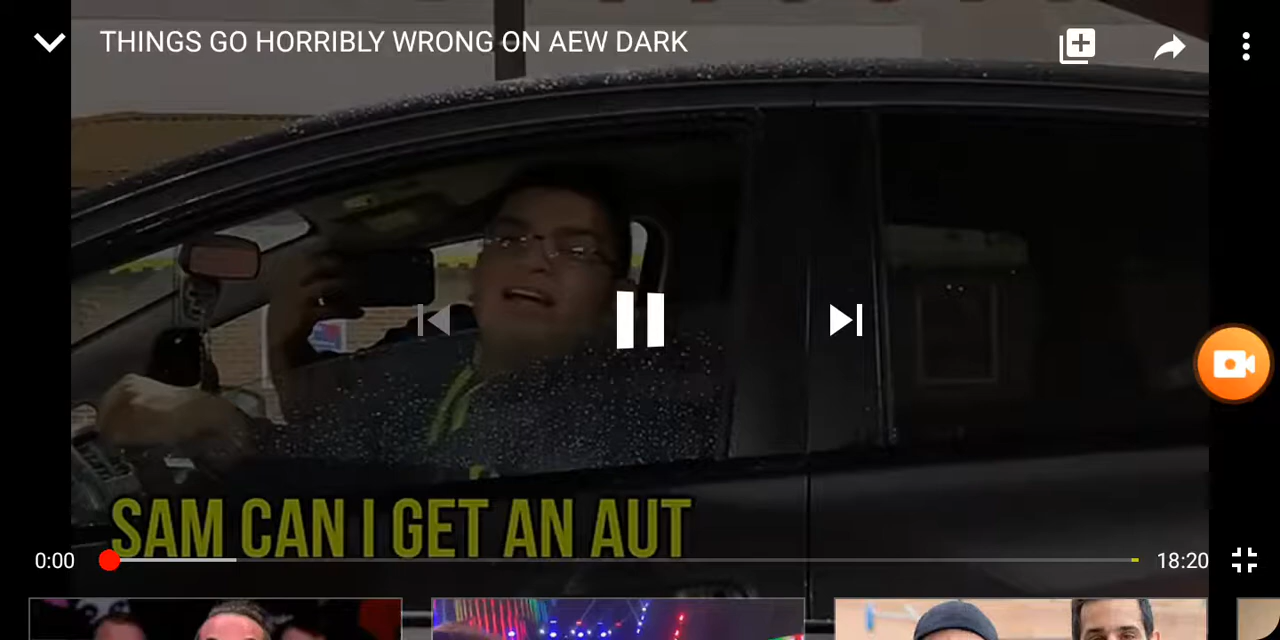 THINGS GO HORRIBLY WRONG ON AEW DARK
SAM CAN I GET AN AUT
0:00
18:20